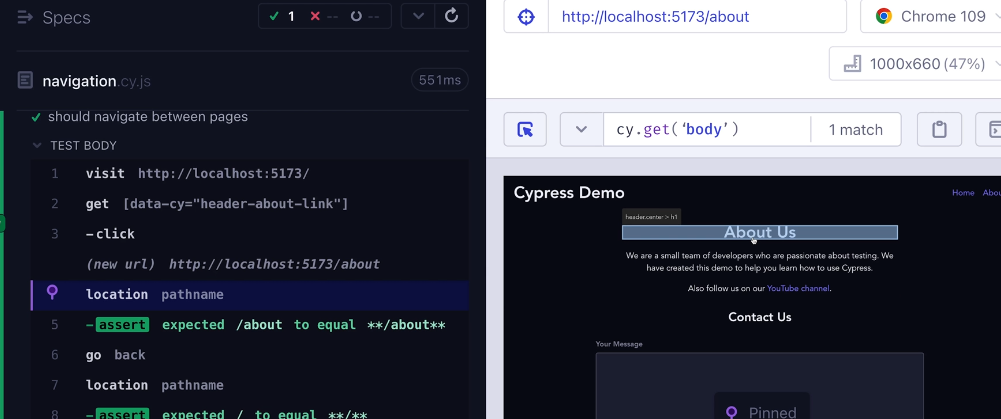 Specs
1 -- --
navigation.cy.js
551ms
should navigate between pages
TEST BODY
1 visit http://localhost:5173/
2 get [data-cy="header-about-link"]
3 -click
(new url) http://localhost:5173/about
location pathname
5 -assert expected /about to equal **/about**
6 go back
7 location pathname
8 -assert expected / to equal **/**
http://localhost:5173/about
Chrome 109
1000x660 (47%)
cy.get('body')
1 match
Cypress Demo
Home Abou
header.center > h1
About Us
We are a small team of developers who are passionate about testing. We
have created this demo to help you learn how to use Cypress.
Also follow us on our YouTube channel.
Contact Us
Your Message
Pinned